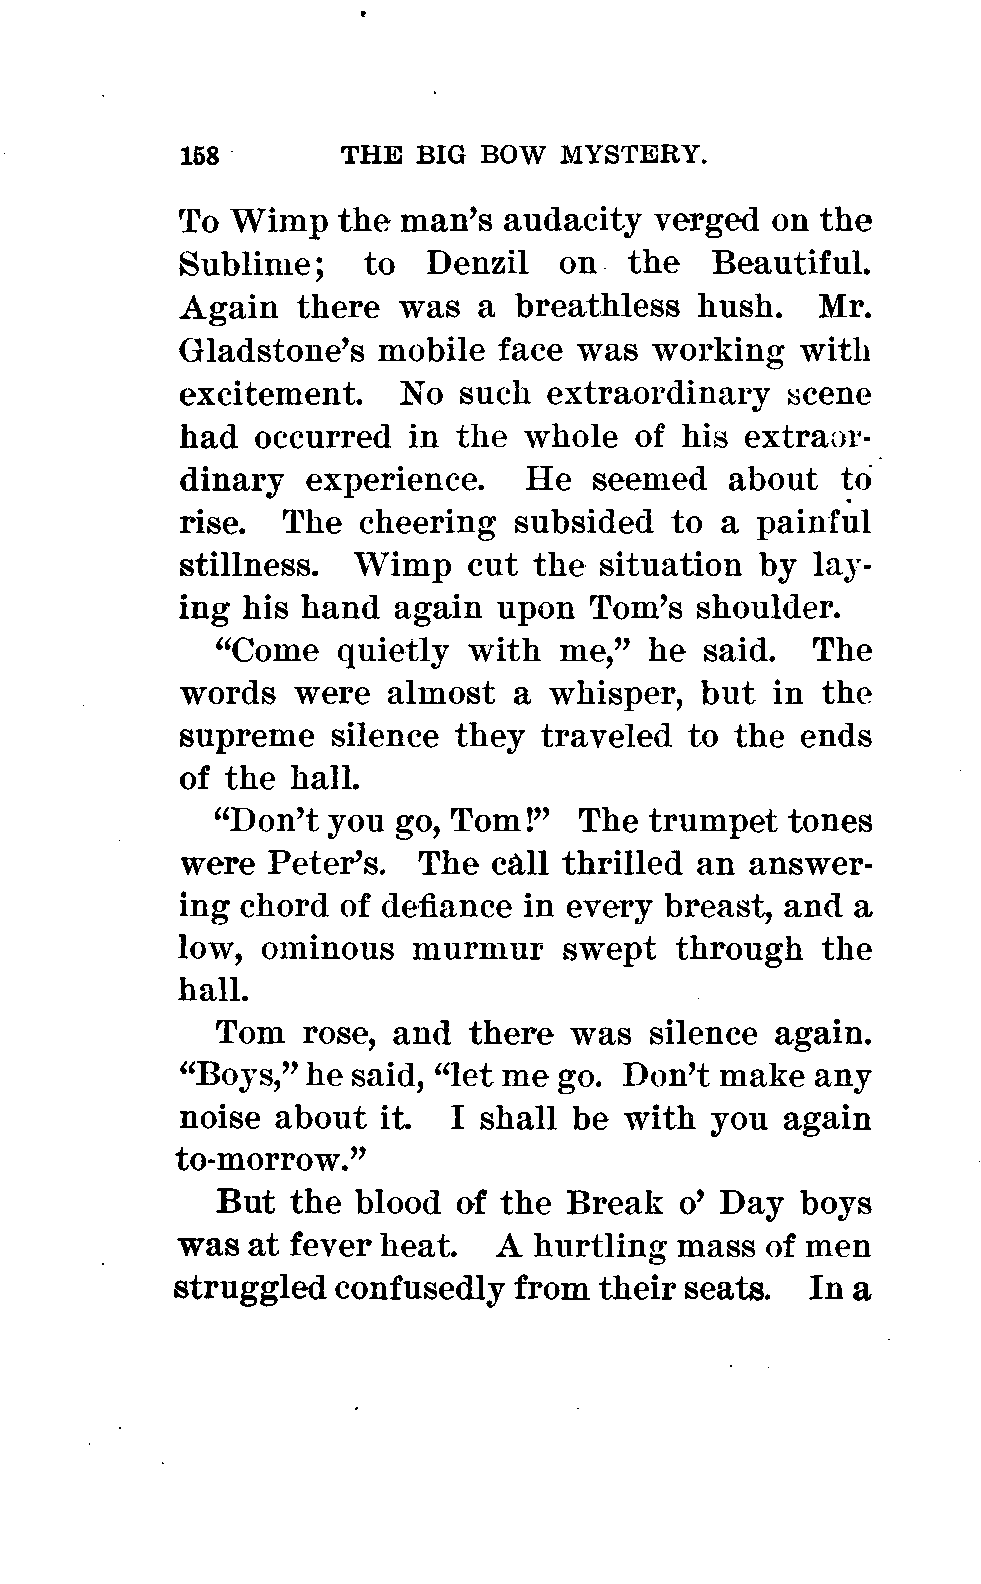 158 THE BIG BOW MYSTERY.
To Wimp the man's audacity verged on the
Sublime; to Denzil on the Beautiful.
Again there was a breathless hush. Mr.
Gladstone's mobile face was working with
excitement. No such extraordinary scene
had occurred in the whole of his extraor-
dinary experience. He seemed about to
rise. The cheering subsided to a painful
stillness. Wimp cut the situation by lay-
ing his hand again upon Tom's shoulder.
“Come quietly with me,” he said. The
words were almost a whisper, but in the
supreme silence they traveled to the ends
of the hall.
“Don't you go, Tom!” The trumpet tones
were Peter's. The call thrilled an answer-
ing chord of defiance in every breast, and a
low, ominous murmur swept through the
hall.
Tom rose, and there was silence again.
“Boys,” he said, “let me go. Don't make any
noise about it. I shall be with you again
to-morrow.”
But the blood of the Break o' Day boys
was at fever heat. A hurtling mass of men
struggled confusedly from their seats. In a